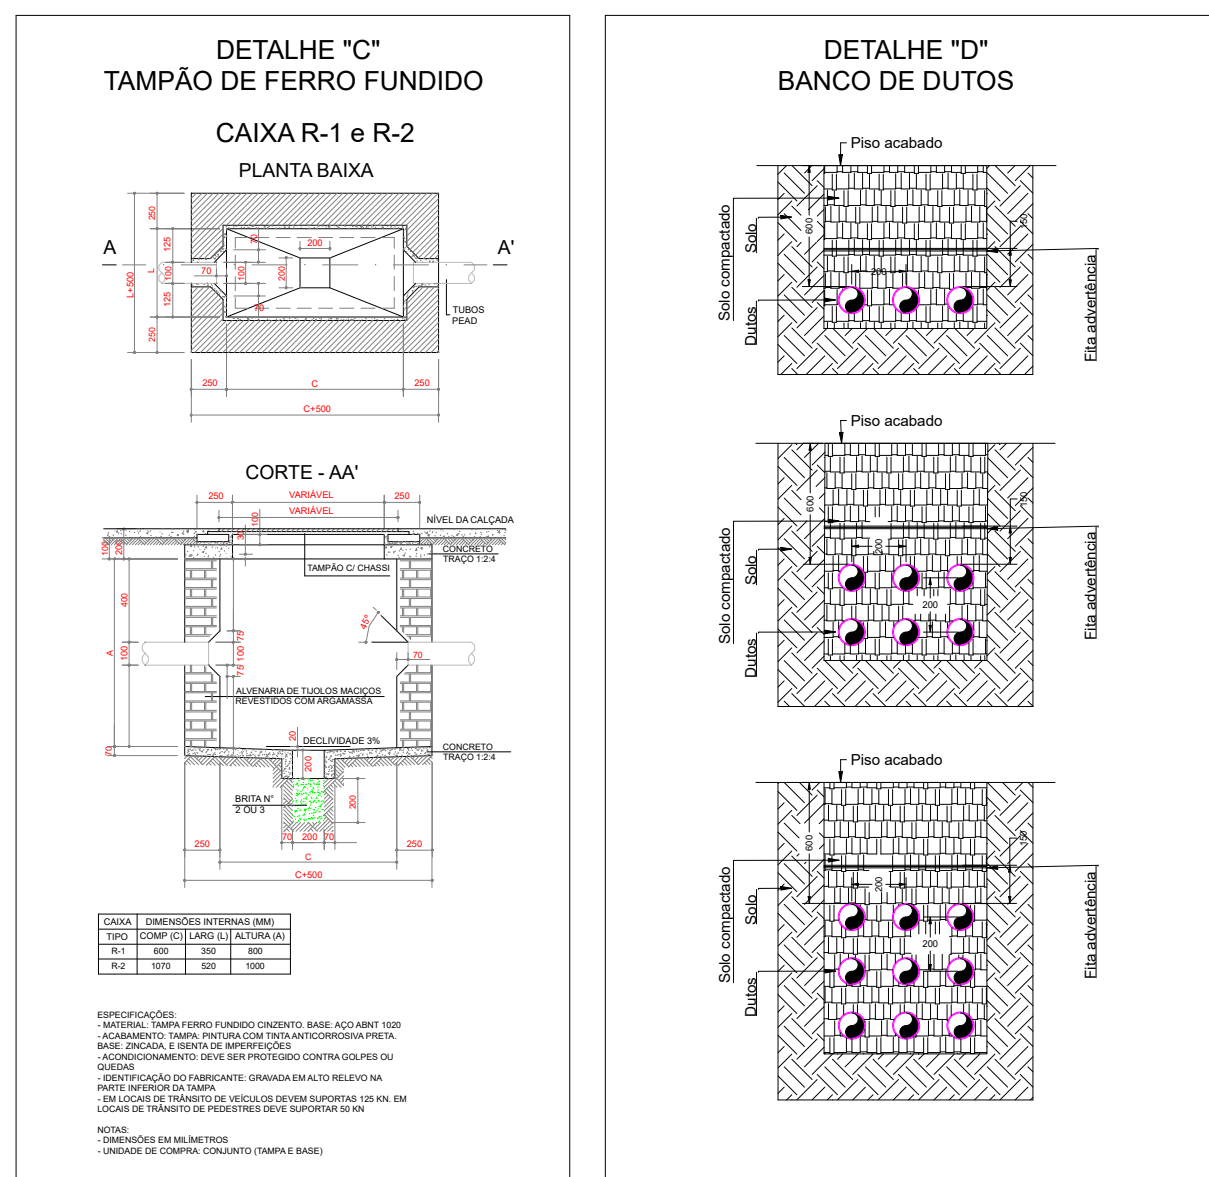 DETALHE "C"
TAMPÃO DE FERRO FUNDIDO
CAIXA R-1 e R-2
PLANTA BAIXA
A
A'
L+500
250
125
L
100
125
250
70
100
70
70
200
200
TUBOS
PEAD
250
C
250
C+500
CORTE - AA'
250
VARIÁVEL
250
VARIÁVEL
100
30
NÍVEL DA CALÇADA
100
200
CONCRETO
TRAÇO 1:2:4
TAMPÃO C/ CHASSI
400
A
100
75
100
75
45°
70
ALVENARIA DE TIJOLOS MACIÇOS
REVESTIDOS COM ARGAMASSA
70
20
DECLIVIDADE 3%
CONCRETO
TRAÇO 1:2:4
200
BRITA N°
2 OU 3
200
70
200
70
250
250
C
C+500
CAIXA DIMENSÕES INTERNAS (MM)
TIPO COMP (C) LARG (L) ALTURA (A)
R-1 600 350 800
R-2 1070 520 1000
ESPECIFICAÇÕES:
- MATERIAL: TAMPA FERRO FUNDIDO CINZENTO. BASE: AÇO ABNT 1020
- ACABAMENTO: TAMPA: PINTURA COM TINTA ANTICORROSIVA PRETA.
BASE: ZINCADA, E ISENTA DE IMPERFEIÇÕES
- ACONDICIONAMENTO: DEVE SER PROTEGIDO CONTRA GOLPES OU
QUEDAS
- IDENTIFICAÇÃO DO FABRICANTE: GRAVADA EM ALTO RELEVO NA
PARTE INFERIOR DA TAMPA
- EM LOCAIS DE TRÂNSITO DE VEÍCULOS DEVEM SUPORTAS 125 KN. EM
LOCAIS DE TRÂNSITO DE PEDESTRES DEVE SUPORTAR 50 KN
NOTAS:
- DIMENSÕES EM MILÍMETROS
- UNIDADE DE COMPRA: CONJUNTO (TAMPA E BASE)
DETALHE "D"
BANCO DE DUTOS
Piso acabado
Solo compactado
Solo
Dutos
600
150
200
Fita advertência
Piso acabado
Solo compactado
Solo
Dutos
600
150
200
200
Fita advertência
Piso acabado
Solo compactado
Solo
Dutos
600
150
200
200
Fita advertência